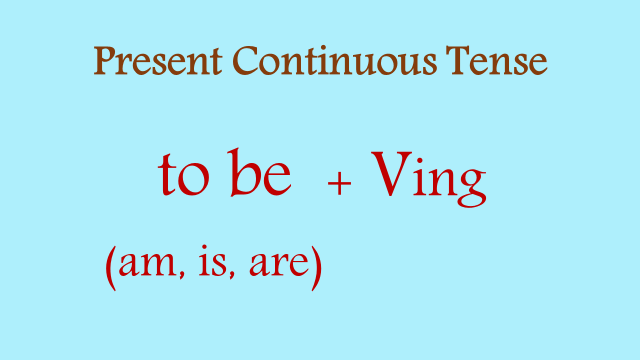 Present Continuous Tense
to be + Ving
(am, is, are)